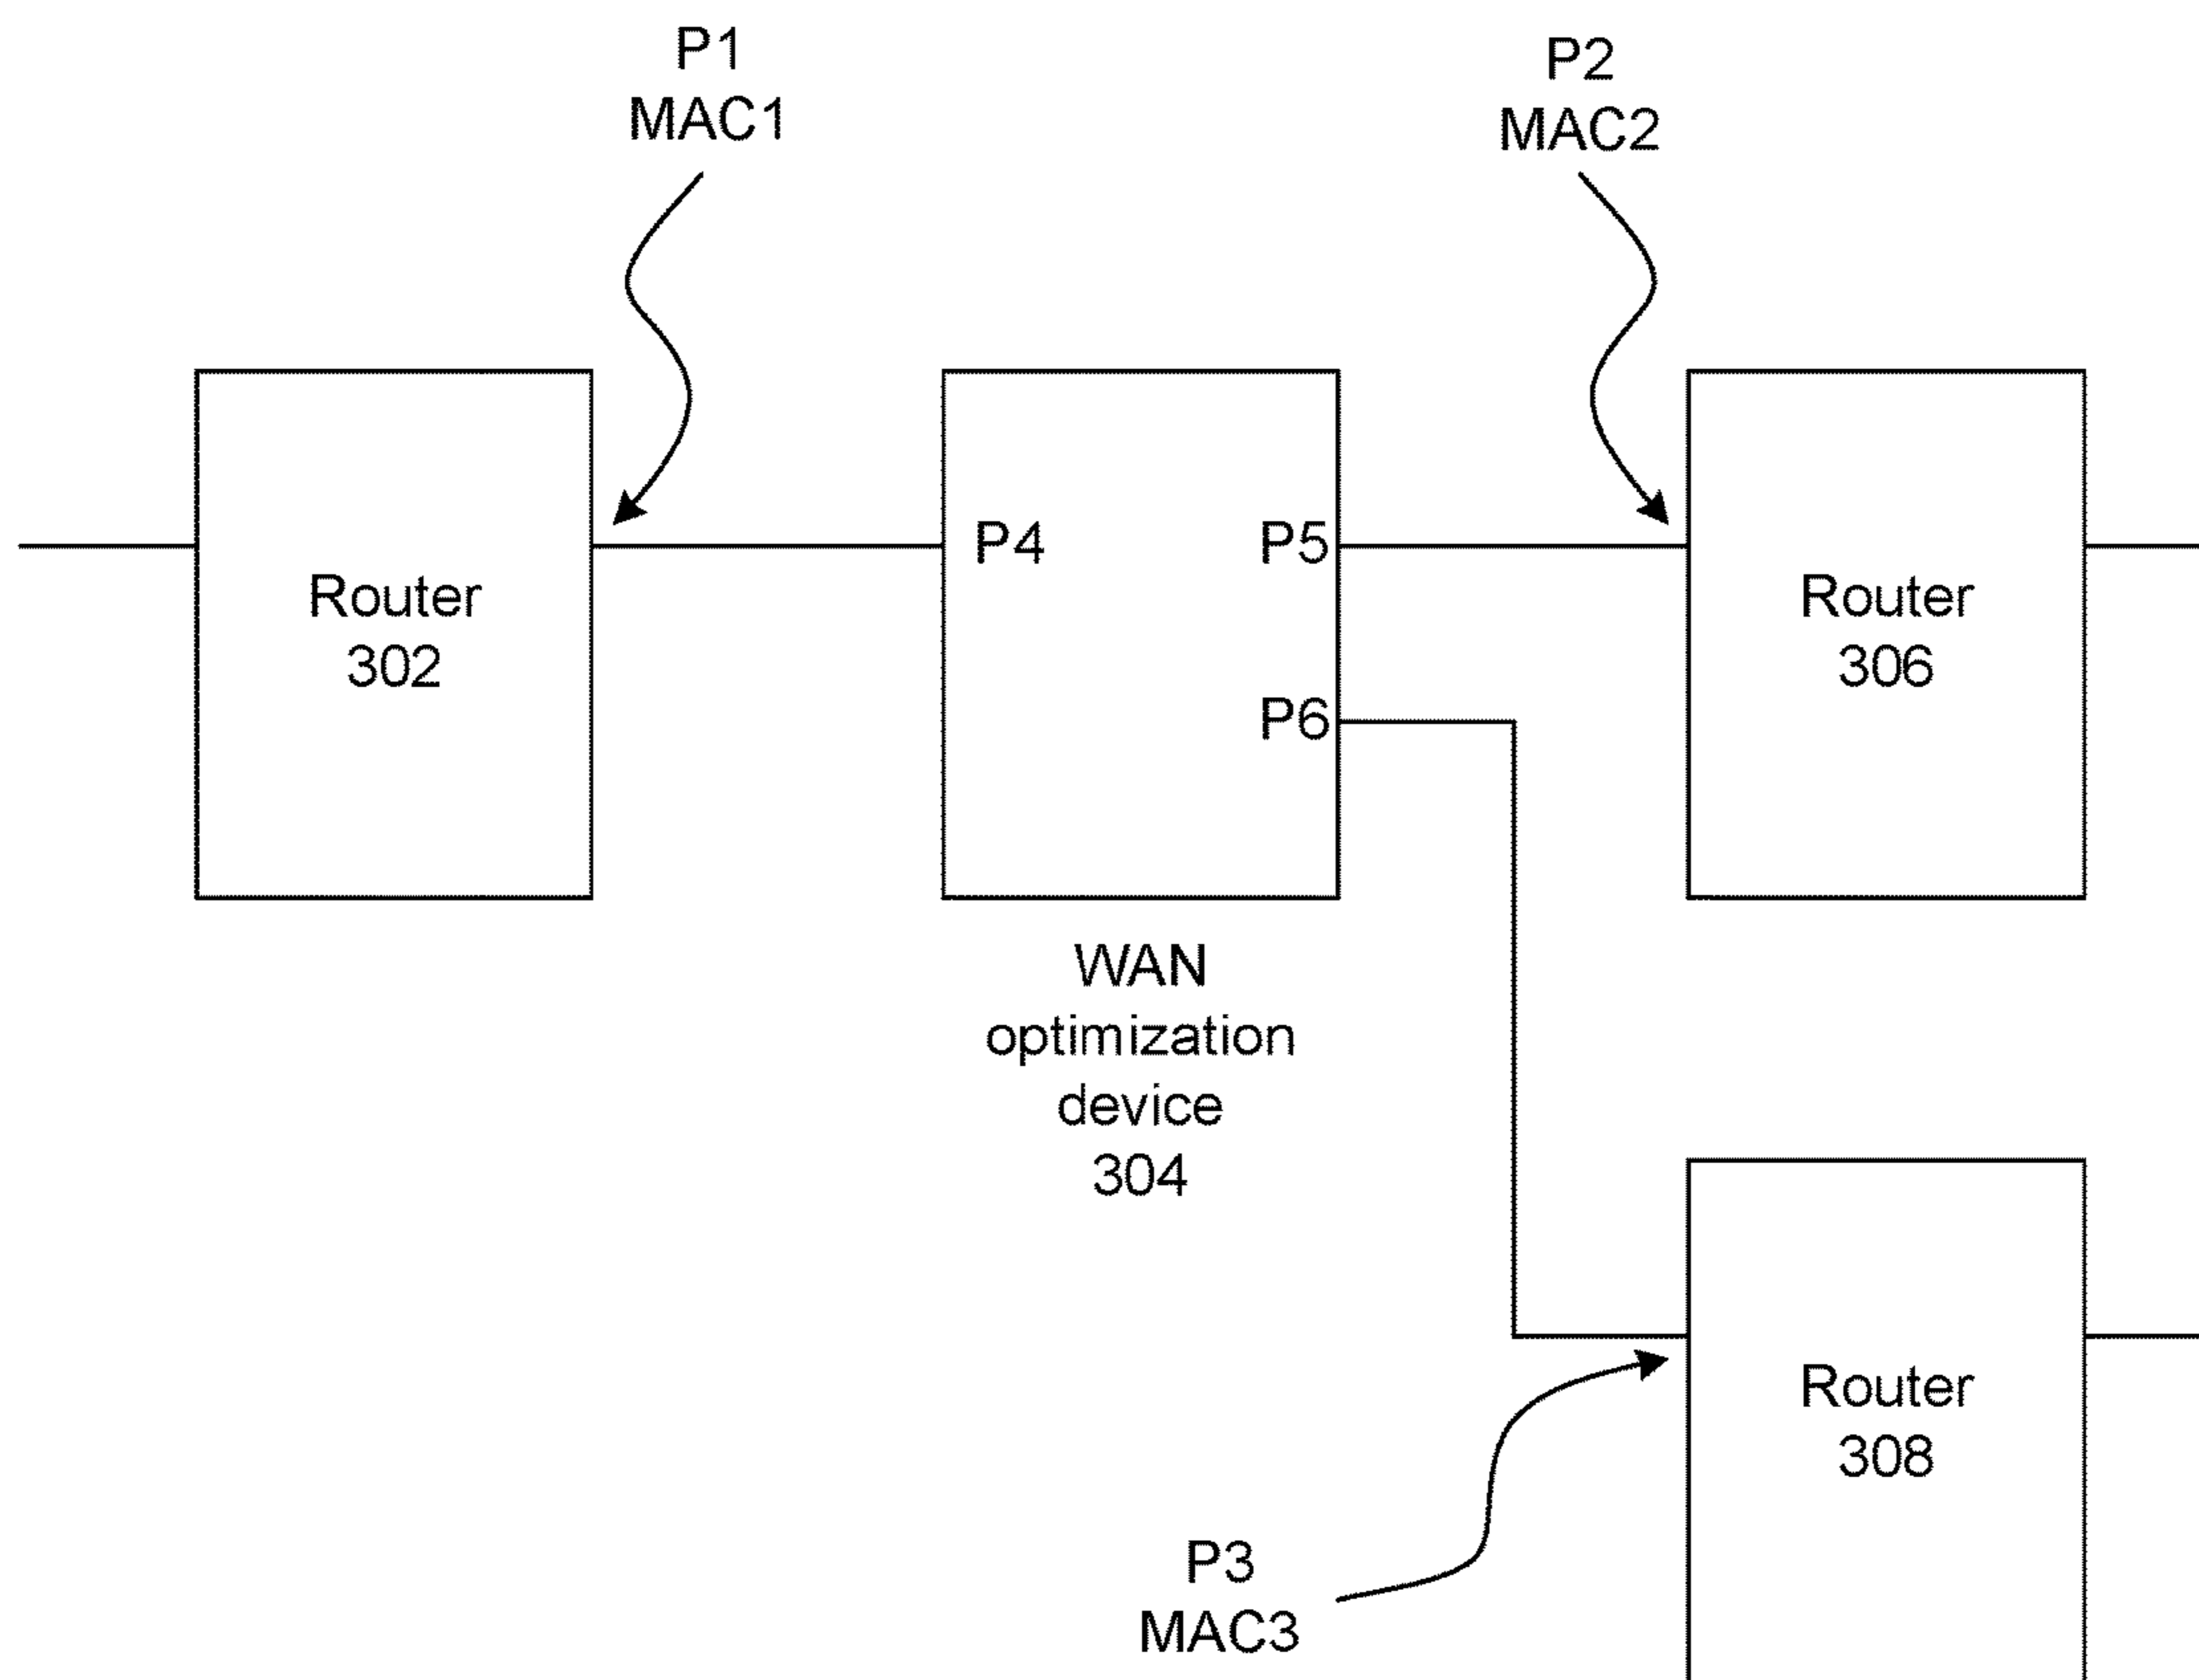 P1
MAC1
P2
MAC2
Router
302
P4
P5
P6
Router
306
WAN
optimization
device
304
Router
308
P3
MAC3